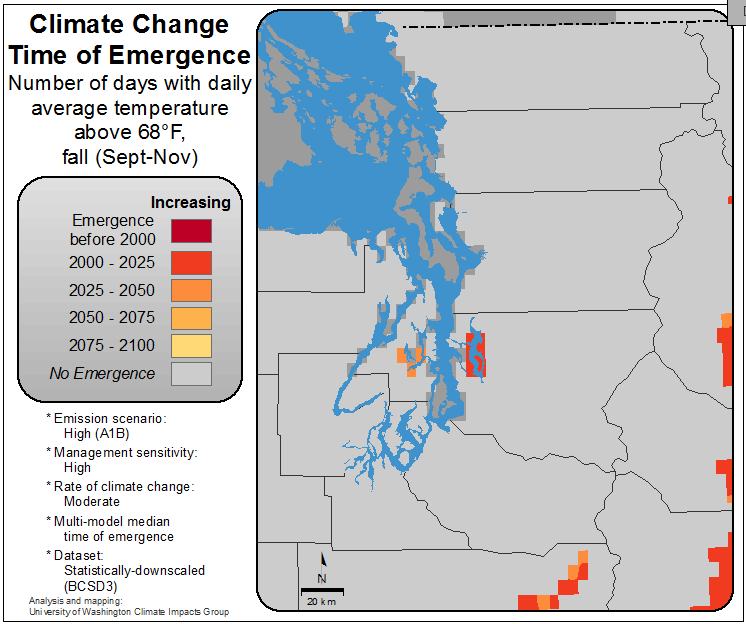 Climate Change
Time of Emergence
Number of days with daily
average temperature
above 68°F,
fall (Sept-Nov)
Increasing
Emergence
before 2000
2000 - 2025
2025 - 2050
2050 - 2075
2075 - 2100
No Emergence
* Emission scenario:
High (A1B)
* Management sensitivity:
High
* Rate of climate change:
Moderate
* Multi-model median
time of emergence
* Dataset:
Statistically-downscaled
(BCSD3)
Analysis and mapping:
University of Washington Climate Impacts Group
N
20 km